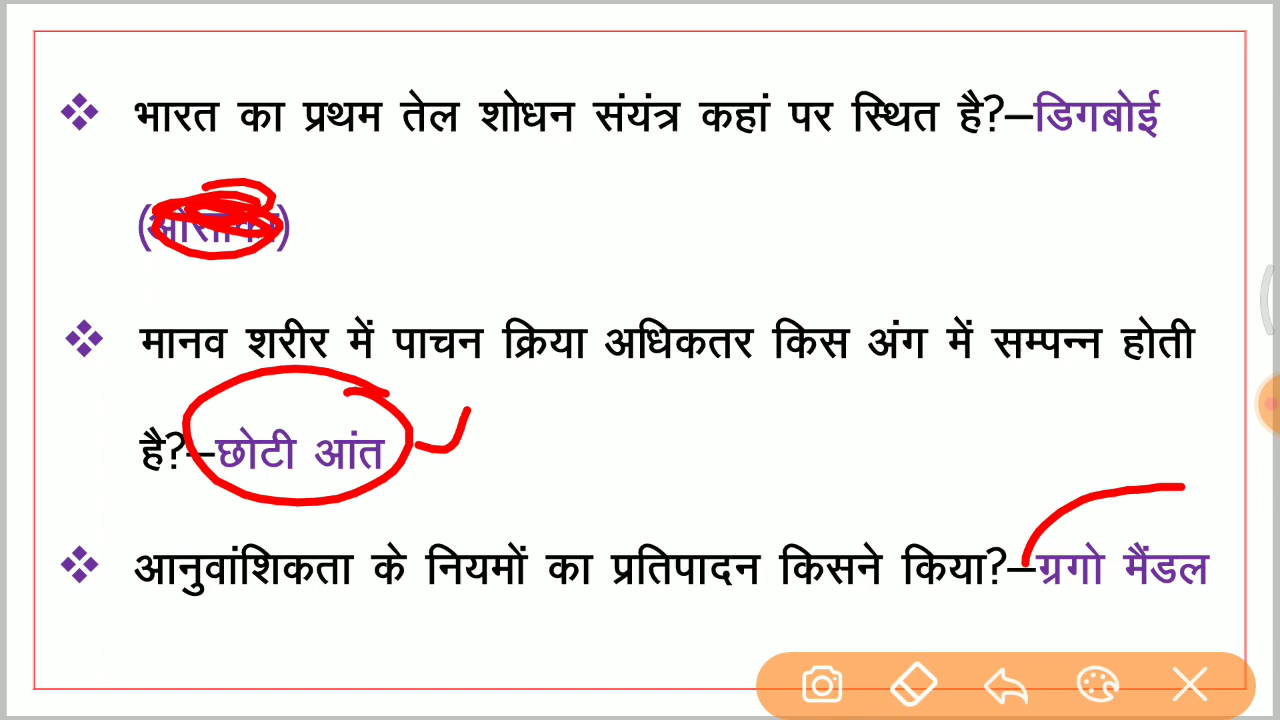 ❖ भारत का प्रथम तेल शोधन संयंत्र कहां पर स्थित है?–डिगबोई
❖ मानव शरीर में पाचन क्रिया अधिकतर किस अंग में सम्पन्न होती
है?–छोटी आंत
❖ आनुवांशिकता के नियमों का प्रतिपादन किसने किया?–ग्रगो मैंडल